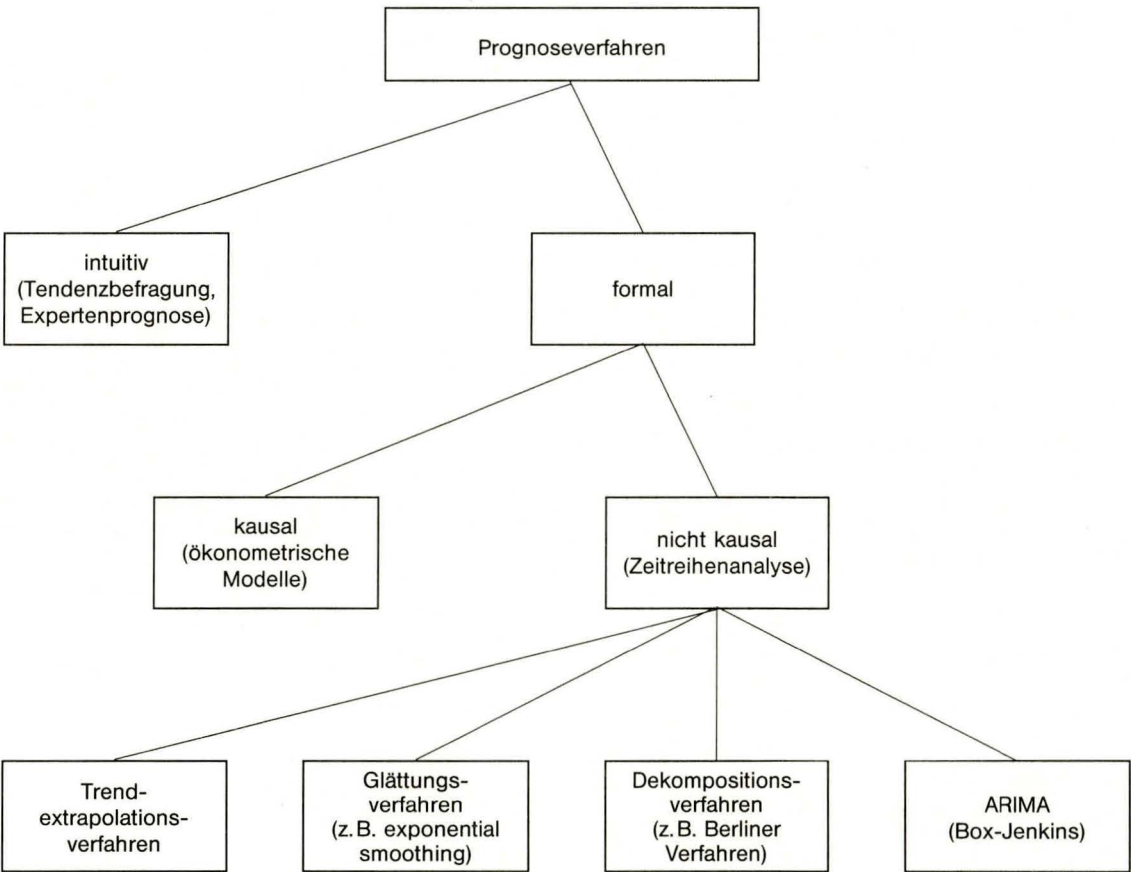 Prognoseverfahren
intuitiv
(Tendenzbefragung,
Expertenprognose)
formal
kausal
(ökonometrische
Modelle)
nicht kausal
(Zeitreihenanalyse)
Trend-
extrapolations-
verfahren
Glättungs-
verfahren
(z.B. exponential
smoothing)
Dekompositions-
verfahren
(z.B. Berliner
Verfahren)
ARIMA
(Box-Jenkins)